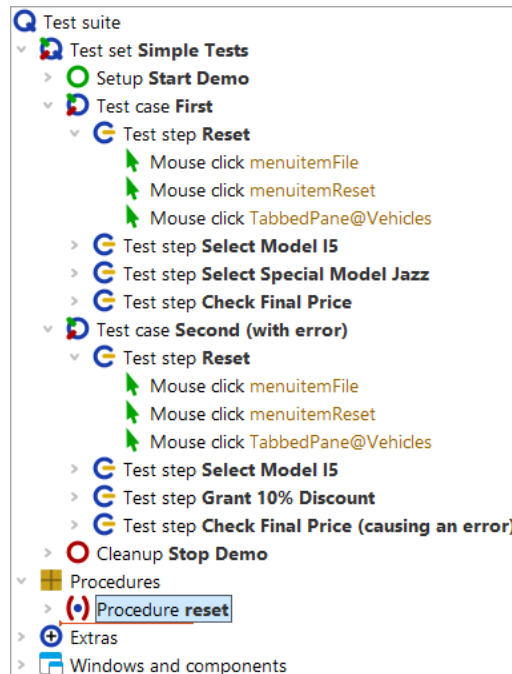 Test suite
Test set Simple Tests
Setup Start Demo
Test case First
Test step Reset
Mouse click menuitemFile
Mouse click menuitemReset
Mouse click TabbedPane@Vehicles
Test step Select Model I5
Test step Select Special Model Jazz
Test step Check Final Price
Test case Second (with error)
Test step Reset
Mouse click menuitemFile
Mouse click menuitemReset
Mouse click TabbedPane@Vehicles
Test step Select Model I5
Test step Grant 10% Discount
Test step Check Final Price (causing an error)
Cleanup Stop Demo
Procedures
Procedure reset
Extras
Windows and components